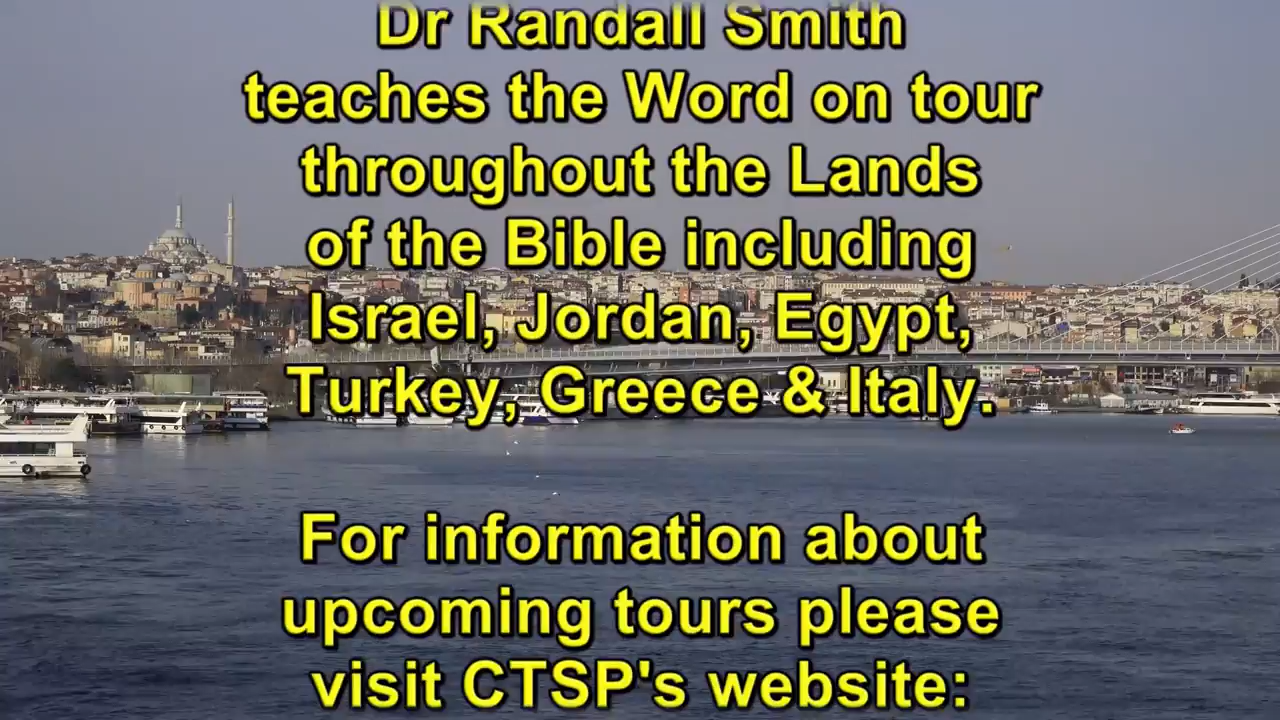 Dr Randall Smith
teaches the Word on tour
throughout the Lands
of the Bible including
Israel, Jordan, Egypt,
Turkey, Greece & Italy.
For information about
upcoming tours please
visit CTSP's website: